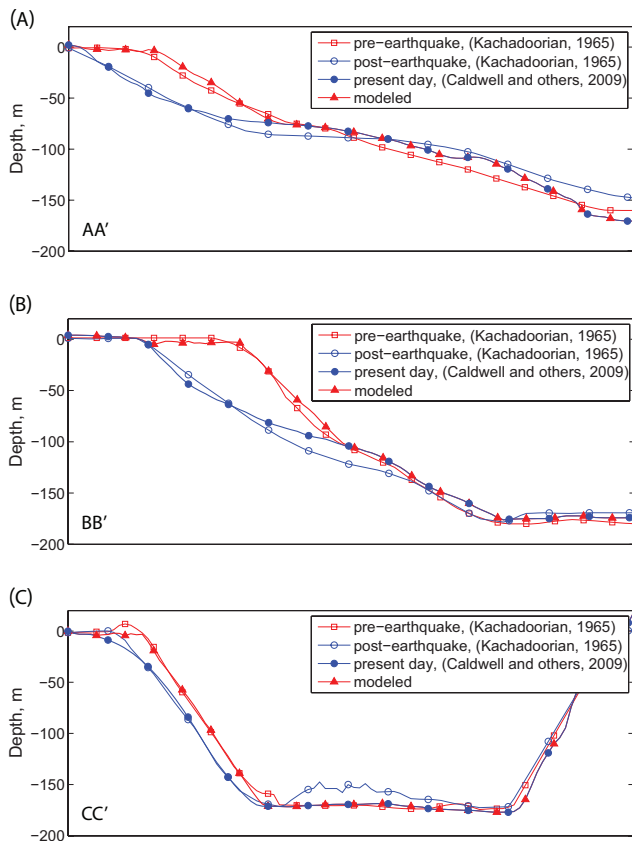 (A)
0
−50
−100
−150
−200
Depth, m
pre-earthquake, (Kachadoorian, 1965)
post-earthquake, (Kachadoorian, 1965)
present day, (Caldwell and others, 2009)
modeled
AA'
(B)
0
−50
−100
−150
−200
Depth, m
pre-earthquake, (Kachadoorian, 1965)
post-earthquake, (Kachadoorian, 1965)
present day, (Caldwell and others, 2009)
modeled
BB'
(C)
0
−50
−100
−150
−200
Depth, m
pre-earthquake, (Kachadoorian, 1965)
post-earthquake, (Kachadoorian, 1965)
present day, (Caldwell and others, 2009)
modeled
CC'